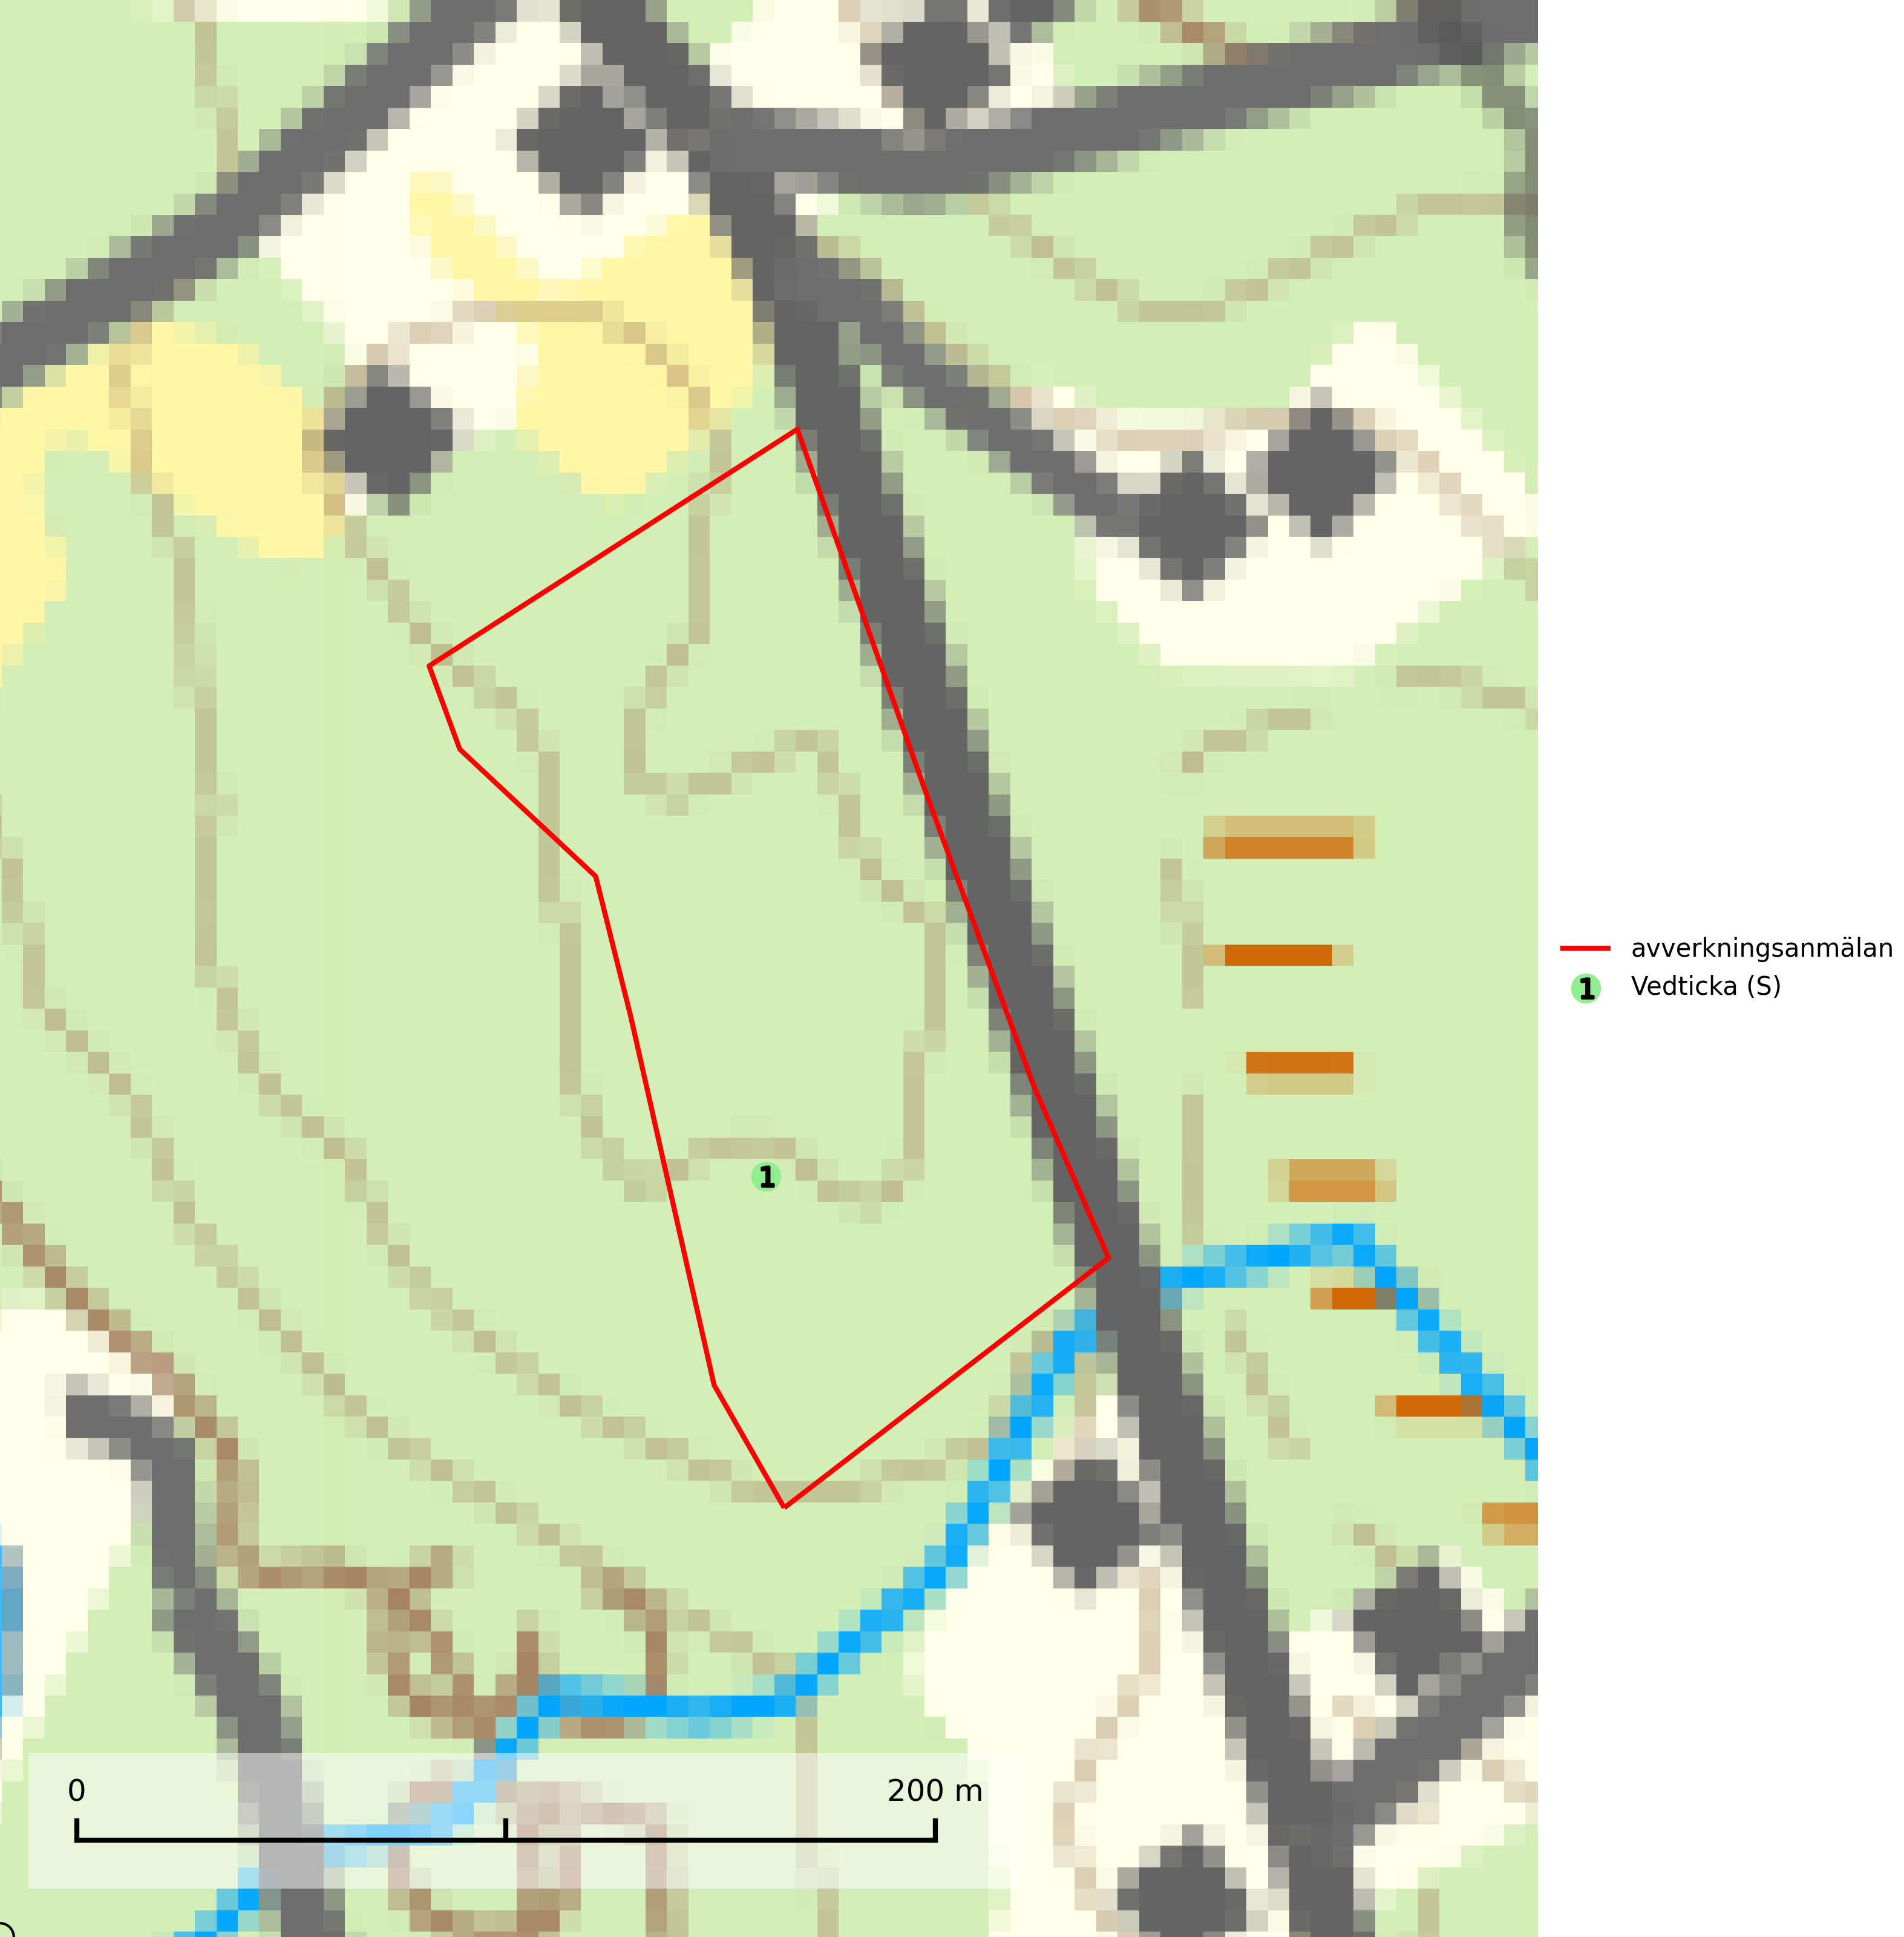 avverkningsanmälan
1 Vedticka (S)
1
0 200 m